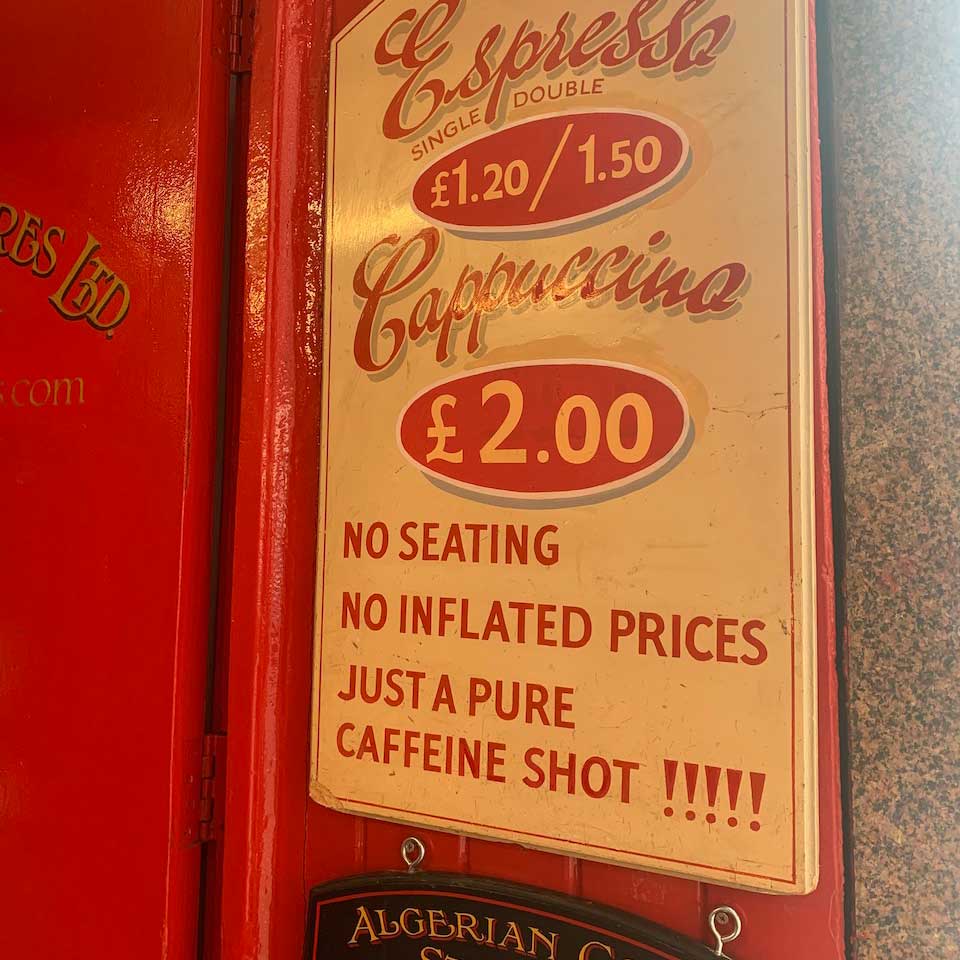 Espresso
SINGLE DOUBLE
£1.20/1.50
Cappuccino
£2.00
NO SEATING
NO INFLATED PRICES
JUST A PURE
CAFFEINE SHOT !!!!!
LTD.
.com
ALGERIAN